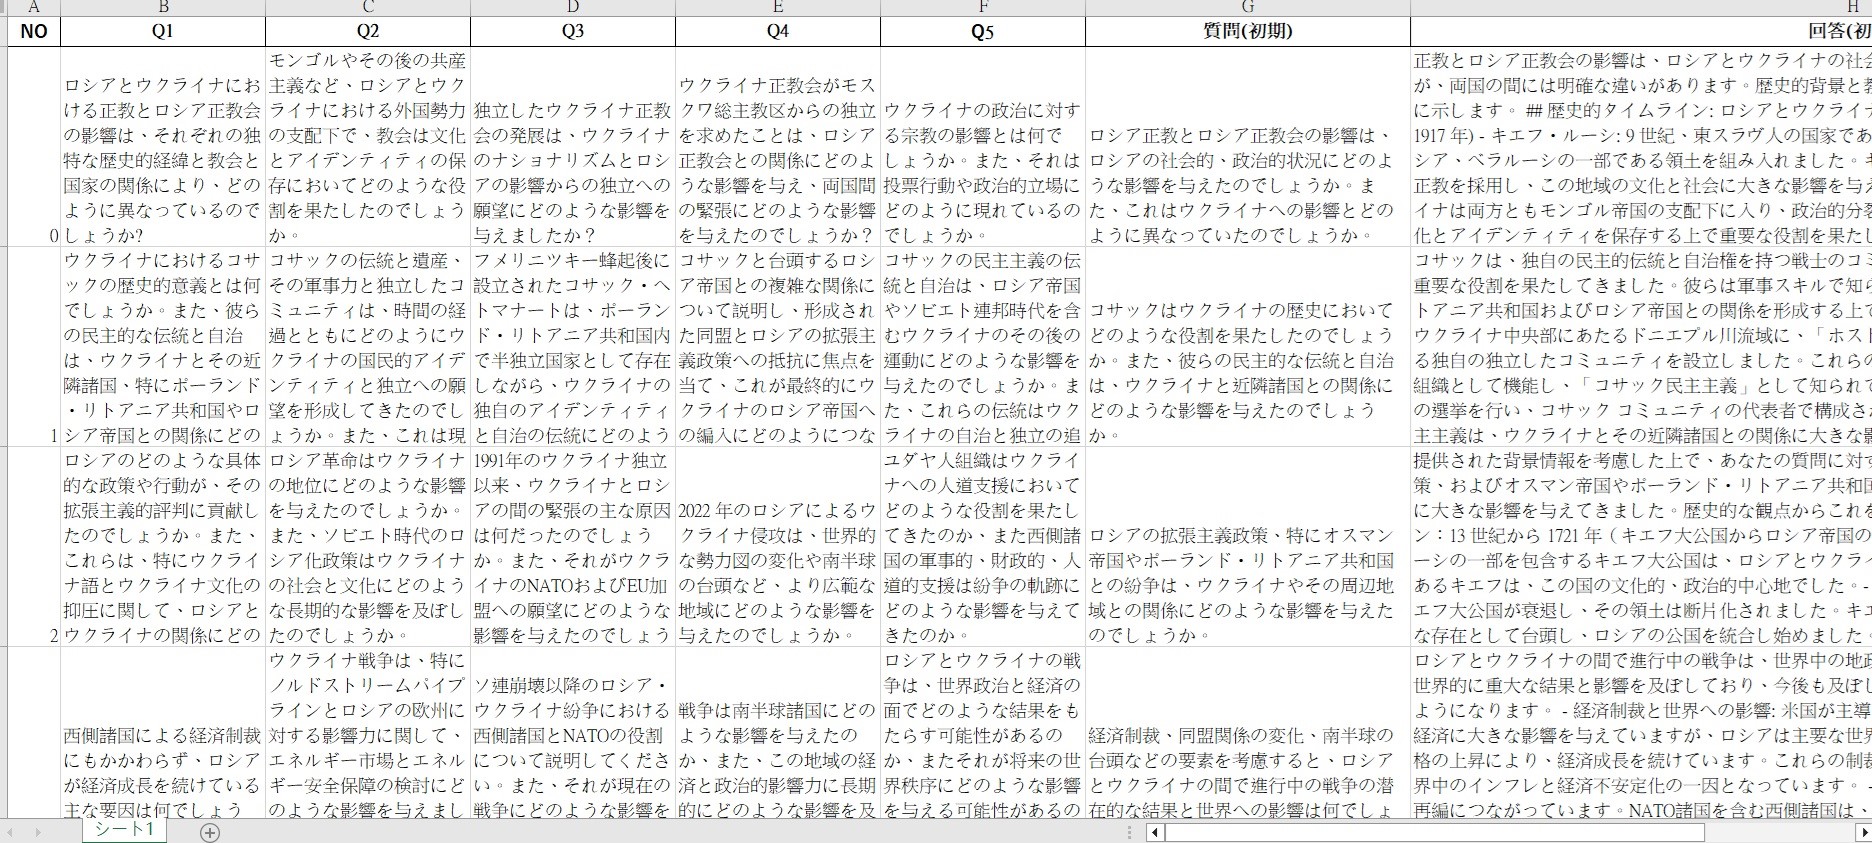 A B C D E F G H
NO Q1 Q2 Q3 Q4 Q5 質問(初期) 回答(初
0
ロシアとウクライナにお
ける正教とロシア正教会
の影響は、それぞれの独
特な歴史的経緯と教会と
国家の関係により、どの
ように異なっているので
しょうか?
モンゴルやその後の共産
主義など、ロシアとウク
ライナにおける外国勢力
の支配下で、教会は文化
とアイデンティティの保
存においてどのような役
割を果たしたのでしょう
か。
独立したウクライナ正教
会の発展は、ウクライナ
のナショナリズムとロシ
アの影響からの独立への
願望にどのような影響を
与えましたか？
ウクライナ正教会がモス
クワ総主教区からの独立
を求めたことは、ロシア
正教会との関係にどのよ
うな影響を与え、両国間
の緊張にどのような影響
を与えたのでしょうか？
ウクライナの政治に対す
る宗教の影響とは何で
しょうか。また、それは
投票行動や政治的立場に
どのように現れているの
でしょうか。
ロシア正教とロシア正教会の影響は、
ロシアの社会的、政治的状況にどのよ
うな影響を与えたのでしょうか。ま
た、これはウクライナへの影響とどの
ように異なっていたのでしょうか。
正教とロシア正教会の影響は、ロシアとウクライナの社会
が、両国の間には明確な違いがあります。歴史的背景と教
に示します。 ## 歴史的タイムライン: ロシアとウクライナ
1917 年) - キエフ・ルーシ: 9 世紀、東スラヴ人の国家であ
シア、ベラルーシの一部である領土を組み入れました。キ
正教を採用し、この地域の文化と社会に大きな影響を与え
イナは両方ともモンゴル帝国の支配下に入り、政治的分裂
化とアイデンティティを保存する上で重要な役割を果たし
1
ウクライナにおけるコサ
ックの歴史的意義とは何
でしょうか。また、彼ら
の民主的な伝統と自治
は、ウクライナとその近
隣諸国、特にポーランド
・リトアニア共和国やロ
シア帝国との関係にどの
コサックの伝統と遺産、
その軍事力と独立したコ
ミュニティは、時間の経
過とともにどのようにウ
クライナの国民的アイデ
ンティティと独立への願
望を形成してきたのでし
ょうか。また、これは現
フメリニツキー蜂起後に
設立されたコサック・ヘ
トマナートは、ポーラン
ド・リトアニア共和国内
で半独立国家として存在
しながら、ウクライナの
独自のアイデンティティ
と自治の伝統にどのよう
コサックと台頭するロシ
ア帝国との複雑な関係に
ついて説明し、形成され
た同盟とロシアの拡張主
義政策への抵抗に焦点を
当て、これが最終的にウ
クライナのロシア帝国へ
の編入にどのようにつな
コサックの民主主義の伝
統と自治は、ロシア帝国
やソビエト連邦時代を含
むウクライナのその後の
運動にどのような影響を
与えたのでしょうか。ま
た、これらの伝統はウク
ライナの自治と独立の追
コサックはウクライナの歴史において
どのような役割を果たしたのでしょう
か。また、彼らの民主的な伝統と自治
は、ウクライナと近隣諸国との関係に
どのような影響を与えたのでしょう
か。
コサックは、独自の民主的伝統と自治権を持つ戦士のコミ
重要な役割を果たしてきました。彼らは軍事スキルで知ら
トアニア共和国およびロシア帝国との関係を形成する上で
ウクライナ中央部にあたるドニエプル川流域に、「ホスト
る独自の独立したコミュニティを設立しました。これらの
組織として機能し、「コサック民主主義」として知られて
の選挙を行い、コサック コミュニティの代表者で構成さ
主主義は、ウクライナとその近隣諸国との関係に大きな影
2
ロシアのどのような具体
的な政策や行動が、その
拡張主義的評判に貢献し
たのでしょうか。また、
これらは、特にウクライ
ナ語とウクライナ文化の
抑圧に関して、ロシアと
ウクライナの関係にどの
ロシア革命はウクライナ
の地位にどのような影響
を与えたのでしょうか。
また、ソビエト時代のロ
シア化政策はウクライナ
の社会と文化にどのよう
な長期的な影響を及ぼし
たのでしょうか。
1991年のウクライナ独立
以来、ウクライナとロシ
アの間の緊張の主な原因
は何だったのでしょう
か。また、それがウクラ
イナのNATOおよびEU加
盟への願望にどのような
影響を与えたのでしょう
2022 年のロシアによるウ
クライナ侵攻は、世界的
な勢力図の変化や南半球
の台頭など、より広範な
地域にどのような影響を
与えたのでしょうか。
ユダヤ人組織はウクライ
ナへの人道支援において
どのような役割を果たし
てきたのか、また西側諸
国の軍事的、財政的、人
道的支援は紛争の軌跡に
どのような影響を与えて
きたのか。
ロシアの拡張主義政策、特にオスマン
帝国やポーランド・リトアニア共和国
との紛争は、ウクライナやその周辺地
域との関係にどのような影響を与えた
のでしょうか。
提供された背景情報を考慮した上で、あなたの質問に対す
策、およびオスマン帝国やポーランド・リトアニア共和国
に大きな影響を与えてきました。歴史的な観点からこれを
ン：13 世紀から 1721 年（キエフ大公国からロシア帝国の
ーシの一部を包含するキエフ大公国は、ロシアとウクライ
あるキエフは、この国の文化的、政治的中心地でした。-
エフ大公国が衰退し、その領土は断片化されました。キエ
な存在として台頭し、ロシアの公国を統合し始めました。
西側諸国による経済制裁
にもかかわらず、ロシア
が経済成長を続けている
主な要因は何でしょう
ウクライナ戦争は、特に
ノルドストリームパイプ
ラインとロシアの欧州に
対する影響力に関して、
エネルギー市場とエネル
ギー安全保障の検討にど
のような影響を与えまし
ソ連崩壊以降のロシア・
ウクライナ紛争における
西側諸国とNATOの役割
について説明してくださ
い。また、それが現在の
戦争にどのような影響を
戦争は南半球諸国にどの
ような影響を与えたの
か、また、この地域の経
済と政治的影響力に長期
的にどのような影響を及
ロシアとウクライナの戦
争は、世界政治と経済の
面でどのような結果をも
たらす可能性があるの
か、またそれが将来の世
界秩序にどのような影響
を与える可能性があるの
経済制裁、同盟関係の変化、南半球の
台頭などの要素を考慮すると、ロシア
とウクライナの間で進行中の戦争の潜
在的な結果と世界への影響は何でしょ
ロシアとウクライナの間で進行中の戦争は、世界中の地政
世界的に重大な結果と影響を及ぼしており、今後も及ぼし
ようになります。 - 経済制裁と世界への影響: 米国が主導
経済に大きな影響を与えていますが、ロシアは主要な世界
格の上昇により、経済成長を続けています。これらの制裁
界中のインフレと経済不安定化の一因となっています。 -
再編につながっています。NATO諸国を含む西側諸国は、
シート1